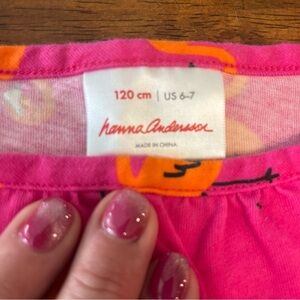 120 cm | US 6-7
hanna Andersson
MADE IN CHINA